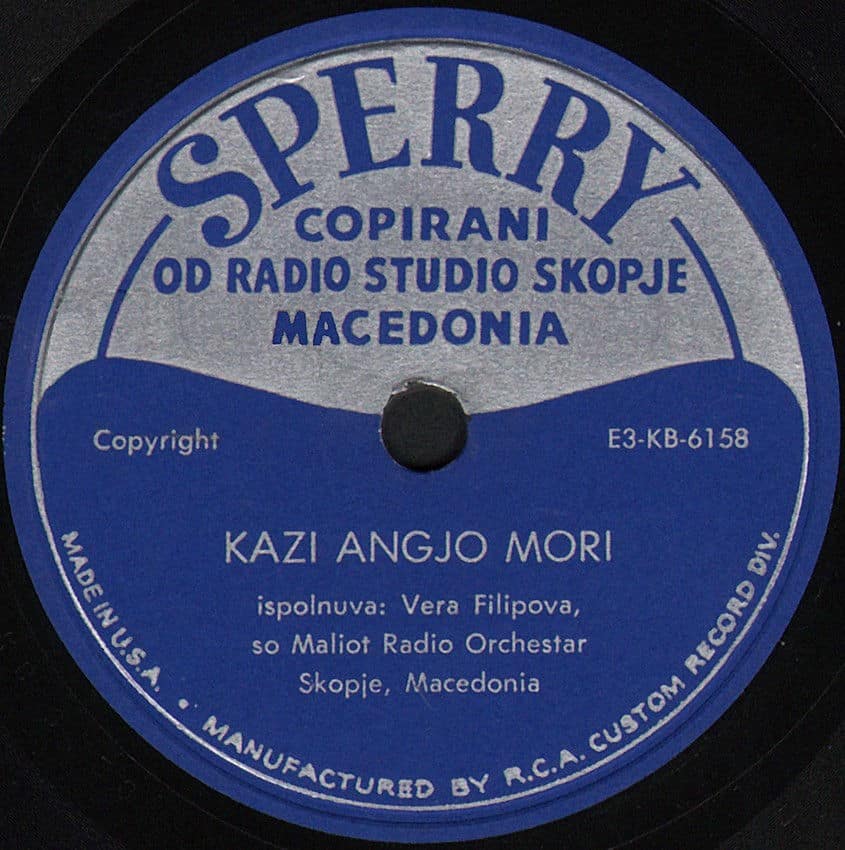 SPERRY
COPIRANI
OD RADIO STUDIO SKOPJE
MACEDONIA
Copyright
E3-KB-6158
KAZI ANGJO MORI
ispolnuva: Vera Filipova,
so Maliot Radio Orchestar
Skopje, Macedonia
MADE IN U.S.A. • MANUFACTURED BY R.C.A. CUSTOM RECORD DIV.